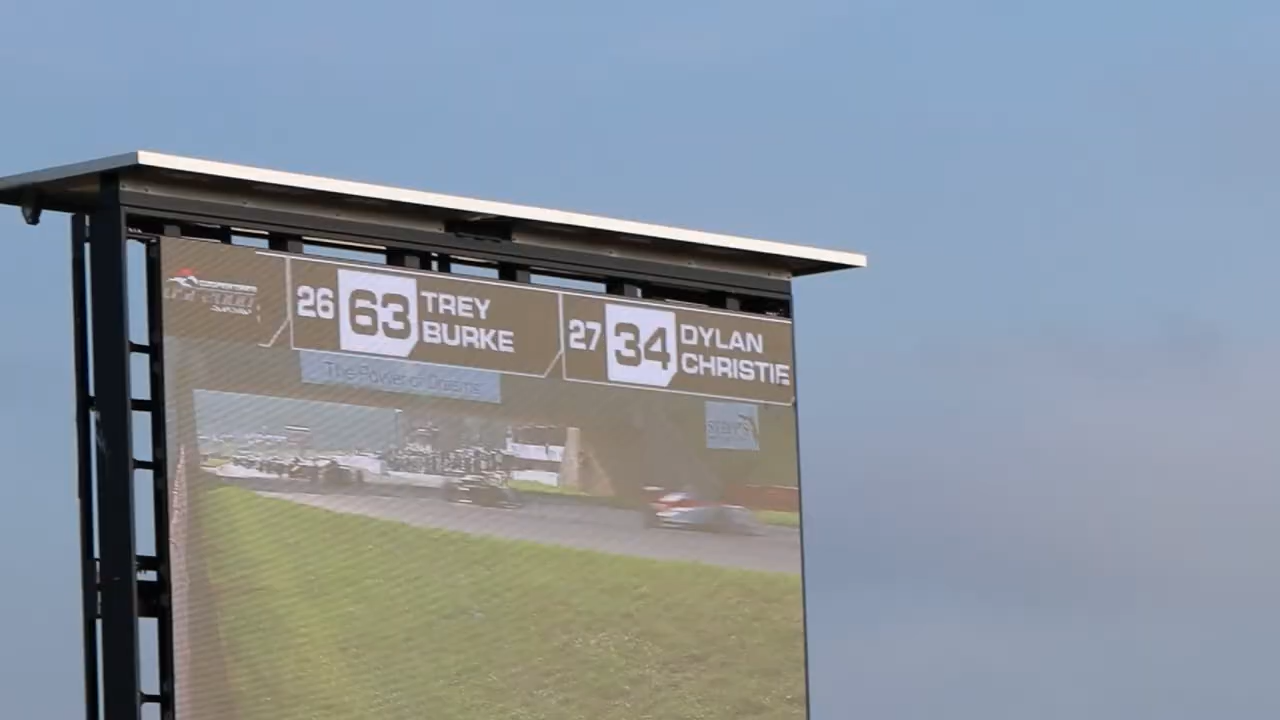 26 63 TREY
BURKE
27 34 DYLAN
CHRISTIE
The Power of Dreams